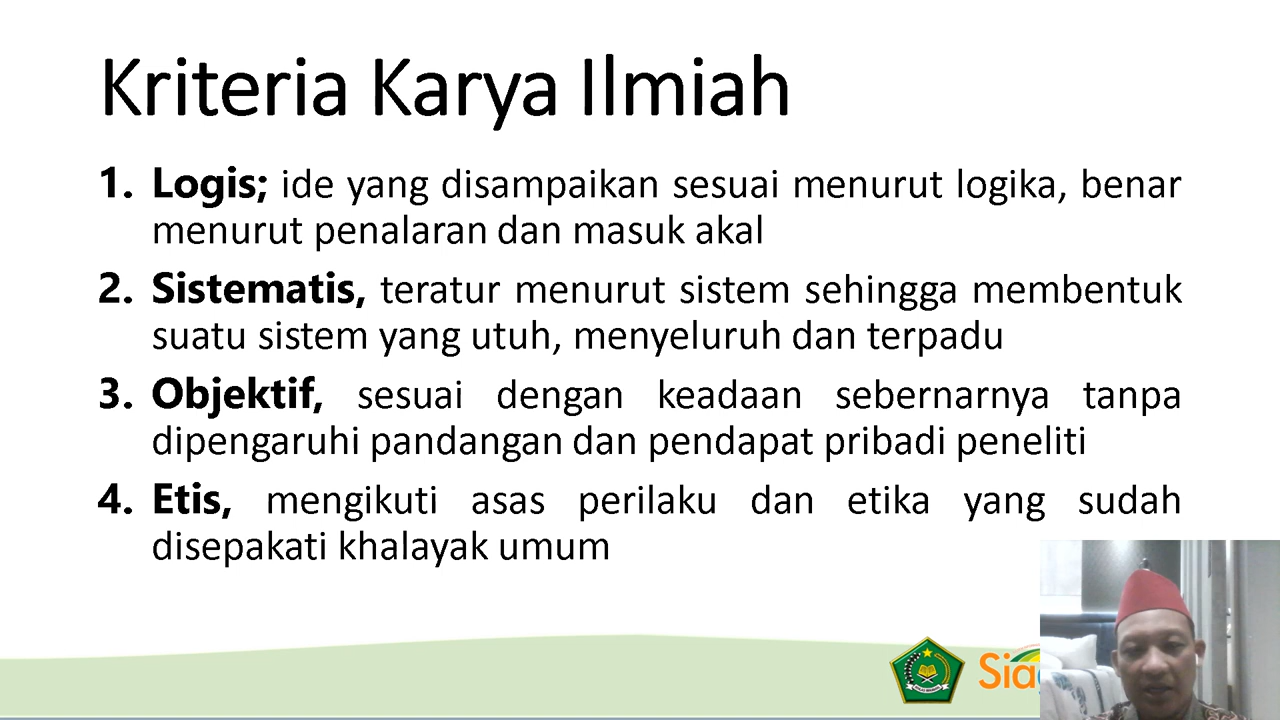 Kriteria Karya Ilmiah
1. Logis; ide yang disampaikan sesuai menurut logika, benar
menurut penalaran dan masuk akal
2. Sistematis, teratur menurut sistem sehingga membentuk
suatu sistem yang utuh, menyeluruh dan terpadu
3. Objektif, sesuai dengan keadaan sebernarnya tanpa
dipengaruhi pandangan dan pendapat pribadi peneliti
4. Etis, mengikuti asas perilaku dan etika yang sudah
disepakati khalayak umum